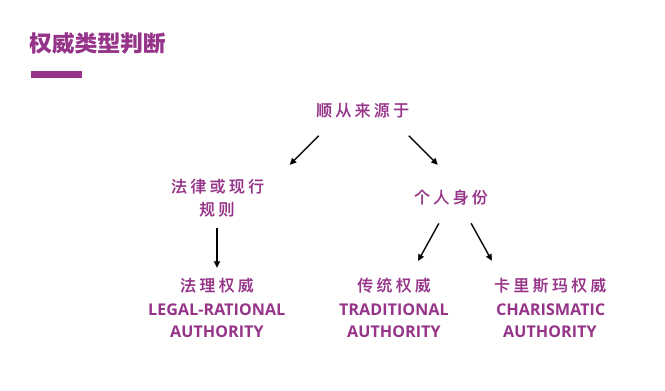 权威类型判断
顺从来源于
法律或现行
规则
个人身份
法理权威
LEGAL-RATIONAL
AUTHORITY
传统权威
TRADITIONAL
AUTHORITY
卡里斯玛权威
CHARISMATIC
AUTHORITY